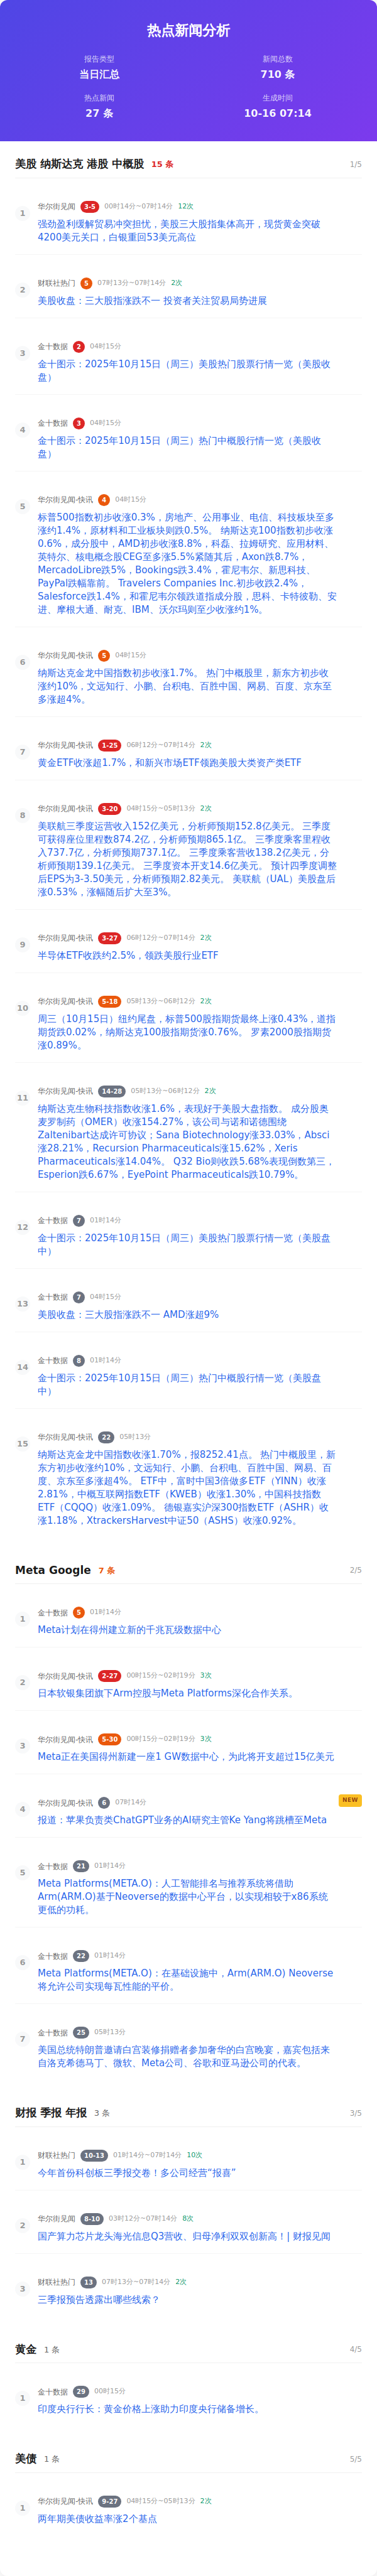 热点新闻分析
报告类型
新闻总数
当日汇总
710 条
热点新闻
生成时间
27 条
10-16 07:14
美股 纳斯达克 港股 中概股 15 条 1/5
1
华尔街见闻 3-5 00时14分~07时14分 12次
强劲盈利缓解贸易冲突担忧，美股三大股指集体高开，现货黄金突破
4200美元关口，白银重回53美元高位
2
财联社热门 5 07时13分~07时14分 2次
美股收盘：三大股指涨跌不一 投资者关注贸易局势进展
3
金十数据 2 04时15分
金十图示：2025年10月15日（周三）美股热门股票行情一览（美股收
盘）
4
金十数据 3 04时15分
金十图示：2025年10月15日（周三）热门中概股行情一览（美股收
盘）
5
华尔街见闻-快讯 4 04时15分
标普500指数初步收涨0.3%，房地产、公用事业、电信、科技板块至多
涨约1.4%，原材料和工业板块则跌0.5%。 纳斯达克100指数初步收涨
0.6%，成分股中，AMD初步收涨8.8%，科磊、拉姆研究、应用材料、
英特尔、核电概念股CEG至多涨5.5%紧随其后，Axon跌8.7%，
MercadoLibre跌5%，Bookings跌3.4%，霍尼韦尔、新思科技、
PayPal跌幅靠前。 Travelers Companies Inc.初步收跌2.4%，
Salesforce跌1.4%，和霍尼韦尔领跌道指成分股，思科、卡特彼勒、安
进、摩根大通、耐克、IBM、沃尔玛则至少收涨约1%。
6
华尔街见闻-快讯 5 04时15分
纳斯达克金龙中国指数初步收涨1.7%。 热门中概股里，新东方初步收
涨约10%，文远知行、小鹏、台积电、百胜中国、网易、百度、京东至
多涨超4%。
7
华尔街见闻-快讯 1-25 06时12分~07时14分 2次
黄金ETF收涨超1.7%，和新兴市场ETF领跑美股大类资产类ETF
8
华尔街见闻-快讯 3-20 04时15分~05时13分 2次
美联航三季度运营收入152亿美元，分析师预期152.8亿美元。 三季度
可获得座位里程数874.2亿，分析师预期865.1亿。 三季度乘客里程收
入737.7亿，分析师预期737.1亿。 三季度乘客营收138.2亿美元，分
析师预期139.1亿美元。 三季度资本开支14.6亿美元。 预计四季度调整
后EPS为3-3.50美元，分析师预期2.82美元。 美联航（UAL）美股盘后
涨0.53%，涨幅随后扩大至3%。
9
华尔街见闻-快讯 3-27 06时12分~07时14分 2次
半导体ETF收跌约2.5%，领跌美股行业ETF
10
华尔街见闻-快讯 5-18 05时13分~06时12分 2次
周三（10月15日）纽约尾盘，标普500股指期货最终上涨0.43%，道指
期货跌0.02%，纳斯达克100股指期货涨0.76%。 罗素2000股指期货
涨0.89%。
11
华尔街见闻-快讯 14-28 05时13分~06时12分 2次
纳斯达克生物科技指数收涨1.6%，表现好于美股大盘指数。 成分股奥
麦罗制药（OMER）收涨154.27%，该公司与诺和诺德围绕
Zaltenibart达成许可协议；Sana Biotechnology涨33.03%，Absci
涨28.21%，Recursion Pharmaceuticals涨15.62%，Xeris
Pharmaceuticals涨14.04%。 Q32 Bio则收跌5.68%表现倒数第三，
Esperion跌6.67%，EyePoint Pharmaceuticals跌10.79%。
12
金十数据 7 01时14分
金十图示：2025年10月15日（周三）美股热门股票行情一览（美股盘
中）
13
金十数据 7 04时15分
美股收盘：三大股指涨跌不一 AMD涨超9%
14
金十数据 8 01时14分
金十图示：2025年10月15日（周三）热门中概股行情一览（美股盘
中）
15
华尔街见闻-快讯 22 05时13分
纳斯达克金龙中国指数收涨1.70%，报8252.41点。 热门中概股里，新
东方初步收涨约10%，文远知行、小鹏、台积电、百胜中国、网易、百
度、京东至多涨超4%。 ETF中，富时中国3倍做多ETF（YINN）收涨
2.81%，中概互联网指数ETF（KWEB）收涨1.30%，中国科技指数
ETF（CQQQ）收涨1.09%。 德银嘉实沪深300指数ETF（ASHR）收
涨1.18%，XtrackersHarvest中证50（ASHS）收涨0.92%。
Meta Google 7 条 2/5
1
金十数据 5 01时14分
Meta计划在得州建立新的千兆瓦级数据中心
2
华尔街见闻-快讯 2-27 00时15分~02时19分 3次
日本软银集团旗下Arm控股与Meta Platforms深化合作关系。
3
华尔街见闻-快讯 5-30 00时15分~02时19分 3次
Meta正在美国得州新建一座1 GW数据中心，为此将开支超过15亿美元
4
华尔街见闻-快讯 6 07时14分 NEW
报道：苹果负责类ChatGPT业务的AI研究主管Ke Yang将跳槽至Meta
5
金十数据 21 01时14分
Meta Platforms(META.O)：人工智能排名与推荐系统将借助
Arm(ARM.O)基于Neoverse的数据中心平台，以实现相较于x86系统
更低的功耗。
6
金十数据 22 01时14分
Meta Platforms(META.O)：在基础设施中，Arm(ARM.O) Neoverse
将允许公司实现每瓦性能的平价。
7
金十数据 25 05时13分
美国总统特朗普邀请白宫装修捐赠者参加奢华的白宫晚宴，嘉宾包括来
自洛克希德马丁、微软、Meta公司、谷歌和亚马逊公司的代表。
财报 季报 年报 3 条 3/5
1
财联社热门 10-13 01时14分~07时14分 10次
今年首份科创板三季报交卷！多公司经营“报喜”
2
华尔街见闻 8-10 03时12分~07时14分 8次
国产算力芯片龙头海光信息Q3营收、归母净利双双创新高！| 财报见闻
3
财联社热门 13 07时13分~07时14分 2次
三季报预告透露出哪些线索？
黄金 1 条 4/5
1
金十数据 29 00时15分
印度央行行长：黄金价格上涨助力印度央行储备增长。
美债 1 条 5/5
1
华尔街见闻-快讯 9-27 04时15分~05时13分 2次
两年期美债收益率涨2个基点